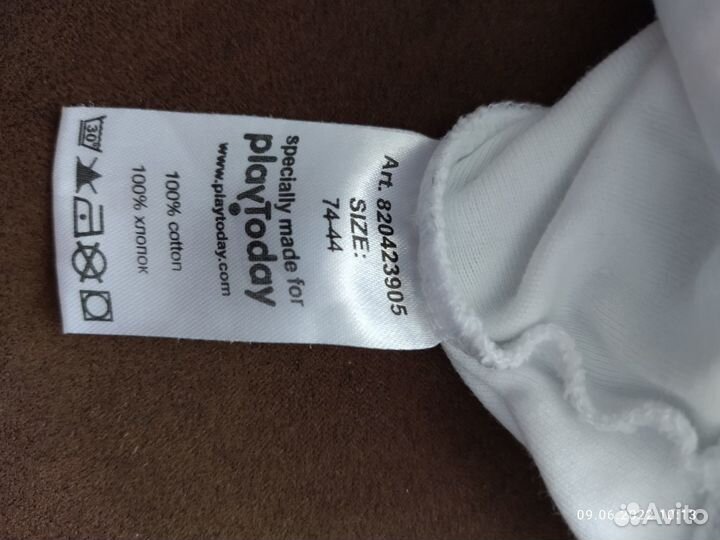 Art. 820423905
SIZE:
74-44
specially made for
playToday
www.playtoday.com
100% cotton
100% хлопок
30°
09.06.2022 10:13
Avito